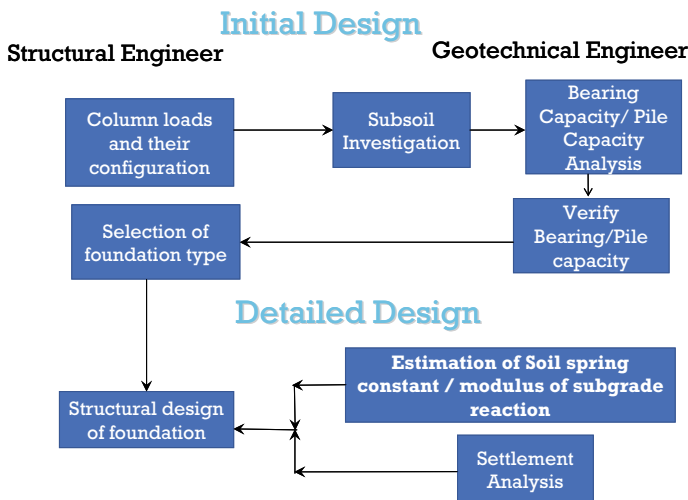 Initial Design
Structural Engineer
Geotechnical Engineer
Column loads
and their
configuration
Subsoil
Investigation
Bearing
Capacity/ Pile
Capacity
Analysis
Selection of
foundation type
Verify
Bearing/Pile
capacity
Detailed Design
Estimation of Soil spring
constant / modulus of subgrade
reaction
Structural design
of foundation
Settlement
Analysis